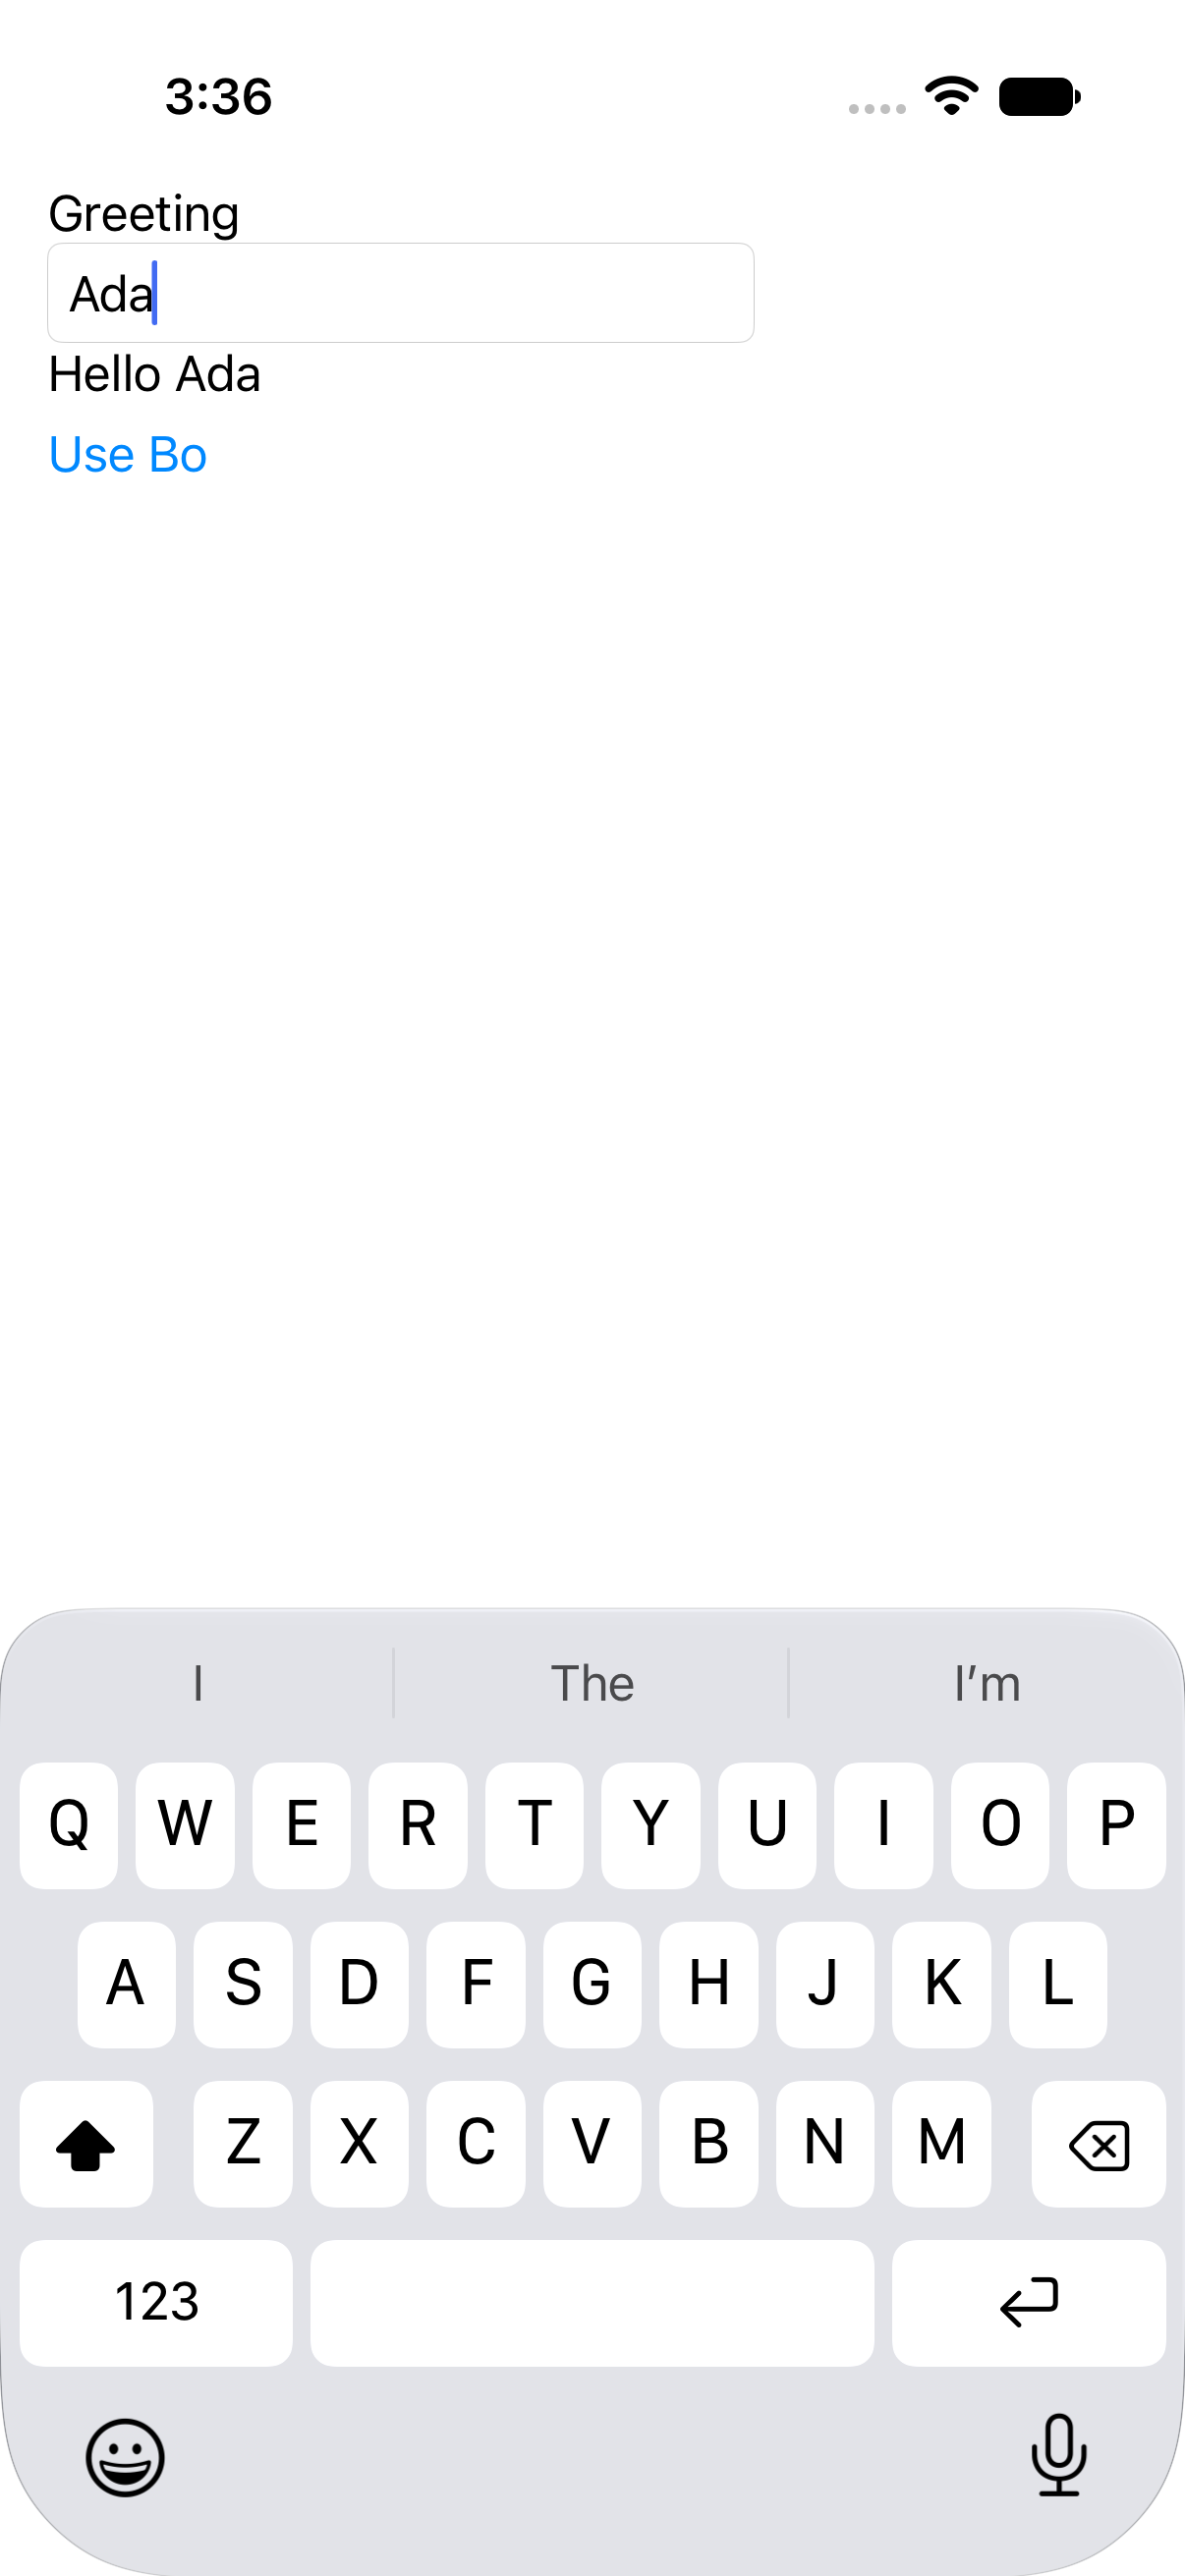 3:36
Greeting
Ada
Hello Ada
Use Bo
I The I’m
Q W E R T Y U I O P
A S D F G H J K L
Z X C V B N M
123